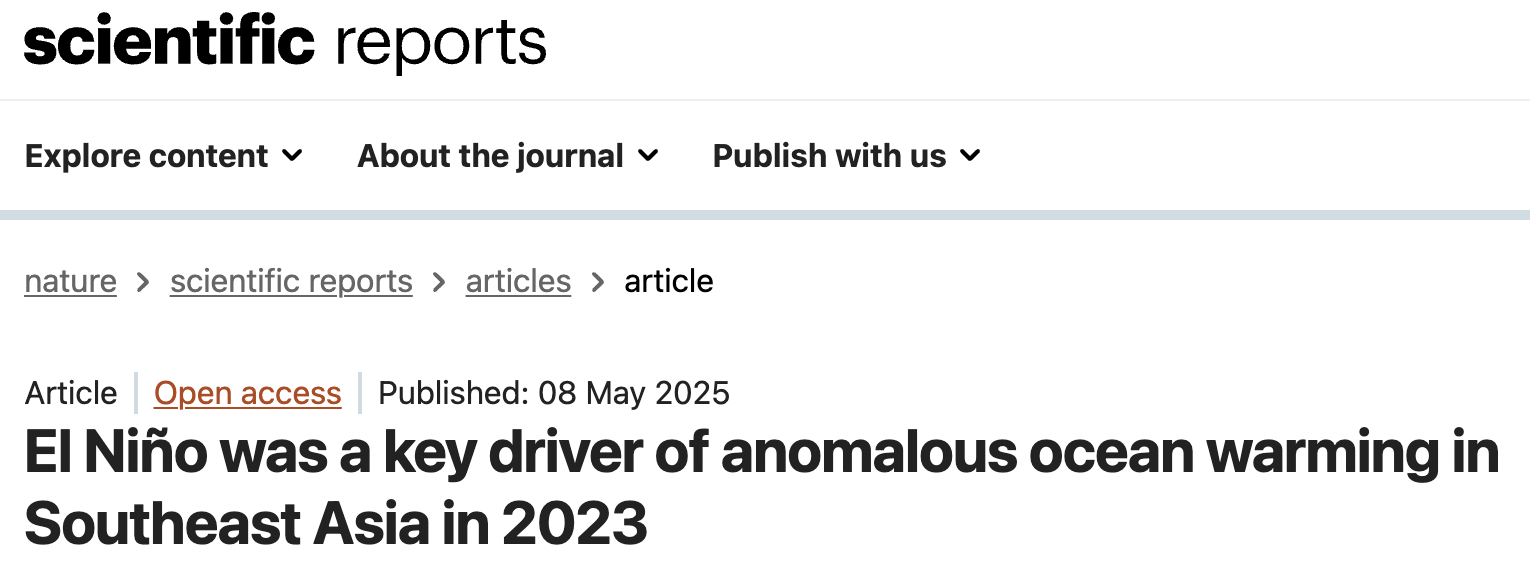 scientific reports
Explore content About the journal Publish with us
nature > scientific reports > articles > article
Article | Open access | Published: 08 May 2025
El Niño was a key driver of anomalous ocean warming in
Southeast Asia in 2023